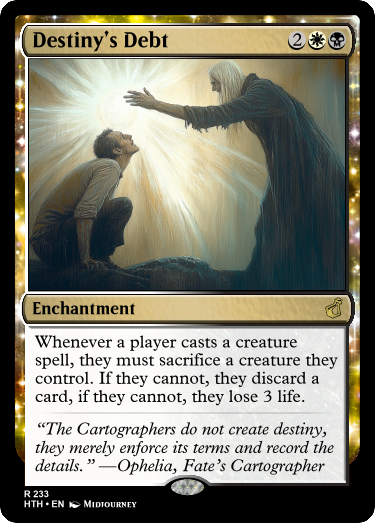 Destiny's Debt 2
Enchantment
Whenever a player casts a creature
spell, they must sacrifice a creature they
control. If they cannot, they discard a
card, if they cannot, they lose 3 life.
“The Cartographers do not create destiny,
they merely enforce its terms and record the
details.” —Ophelia, Fate's Cartographer
R 233
HTH • EN Midjourney